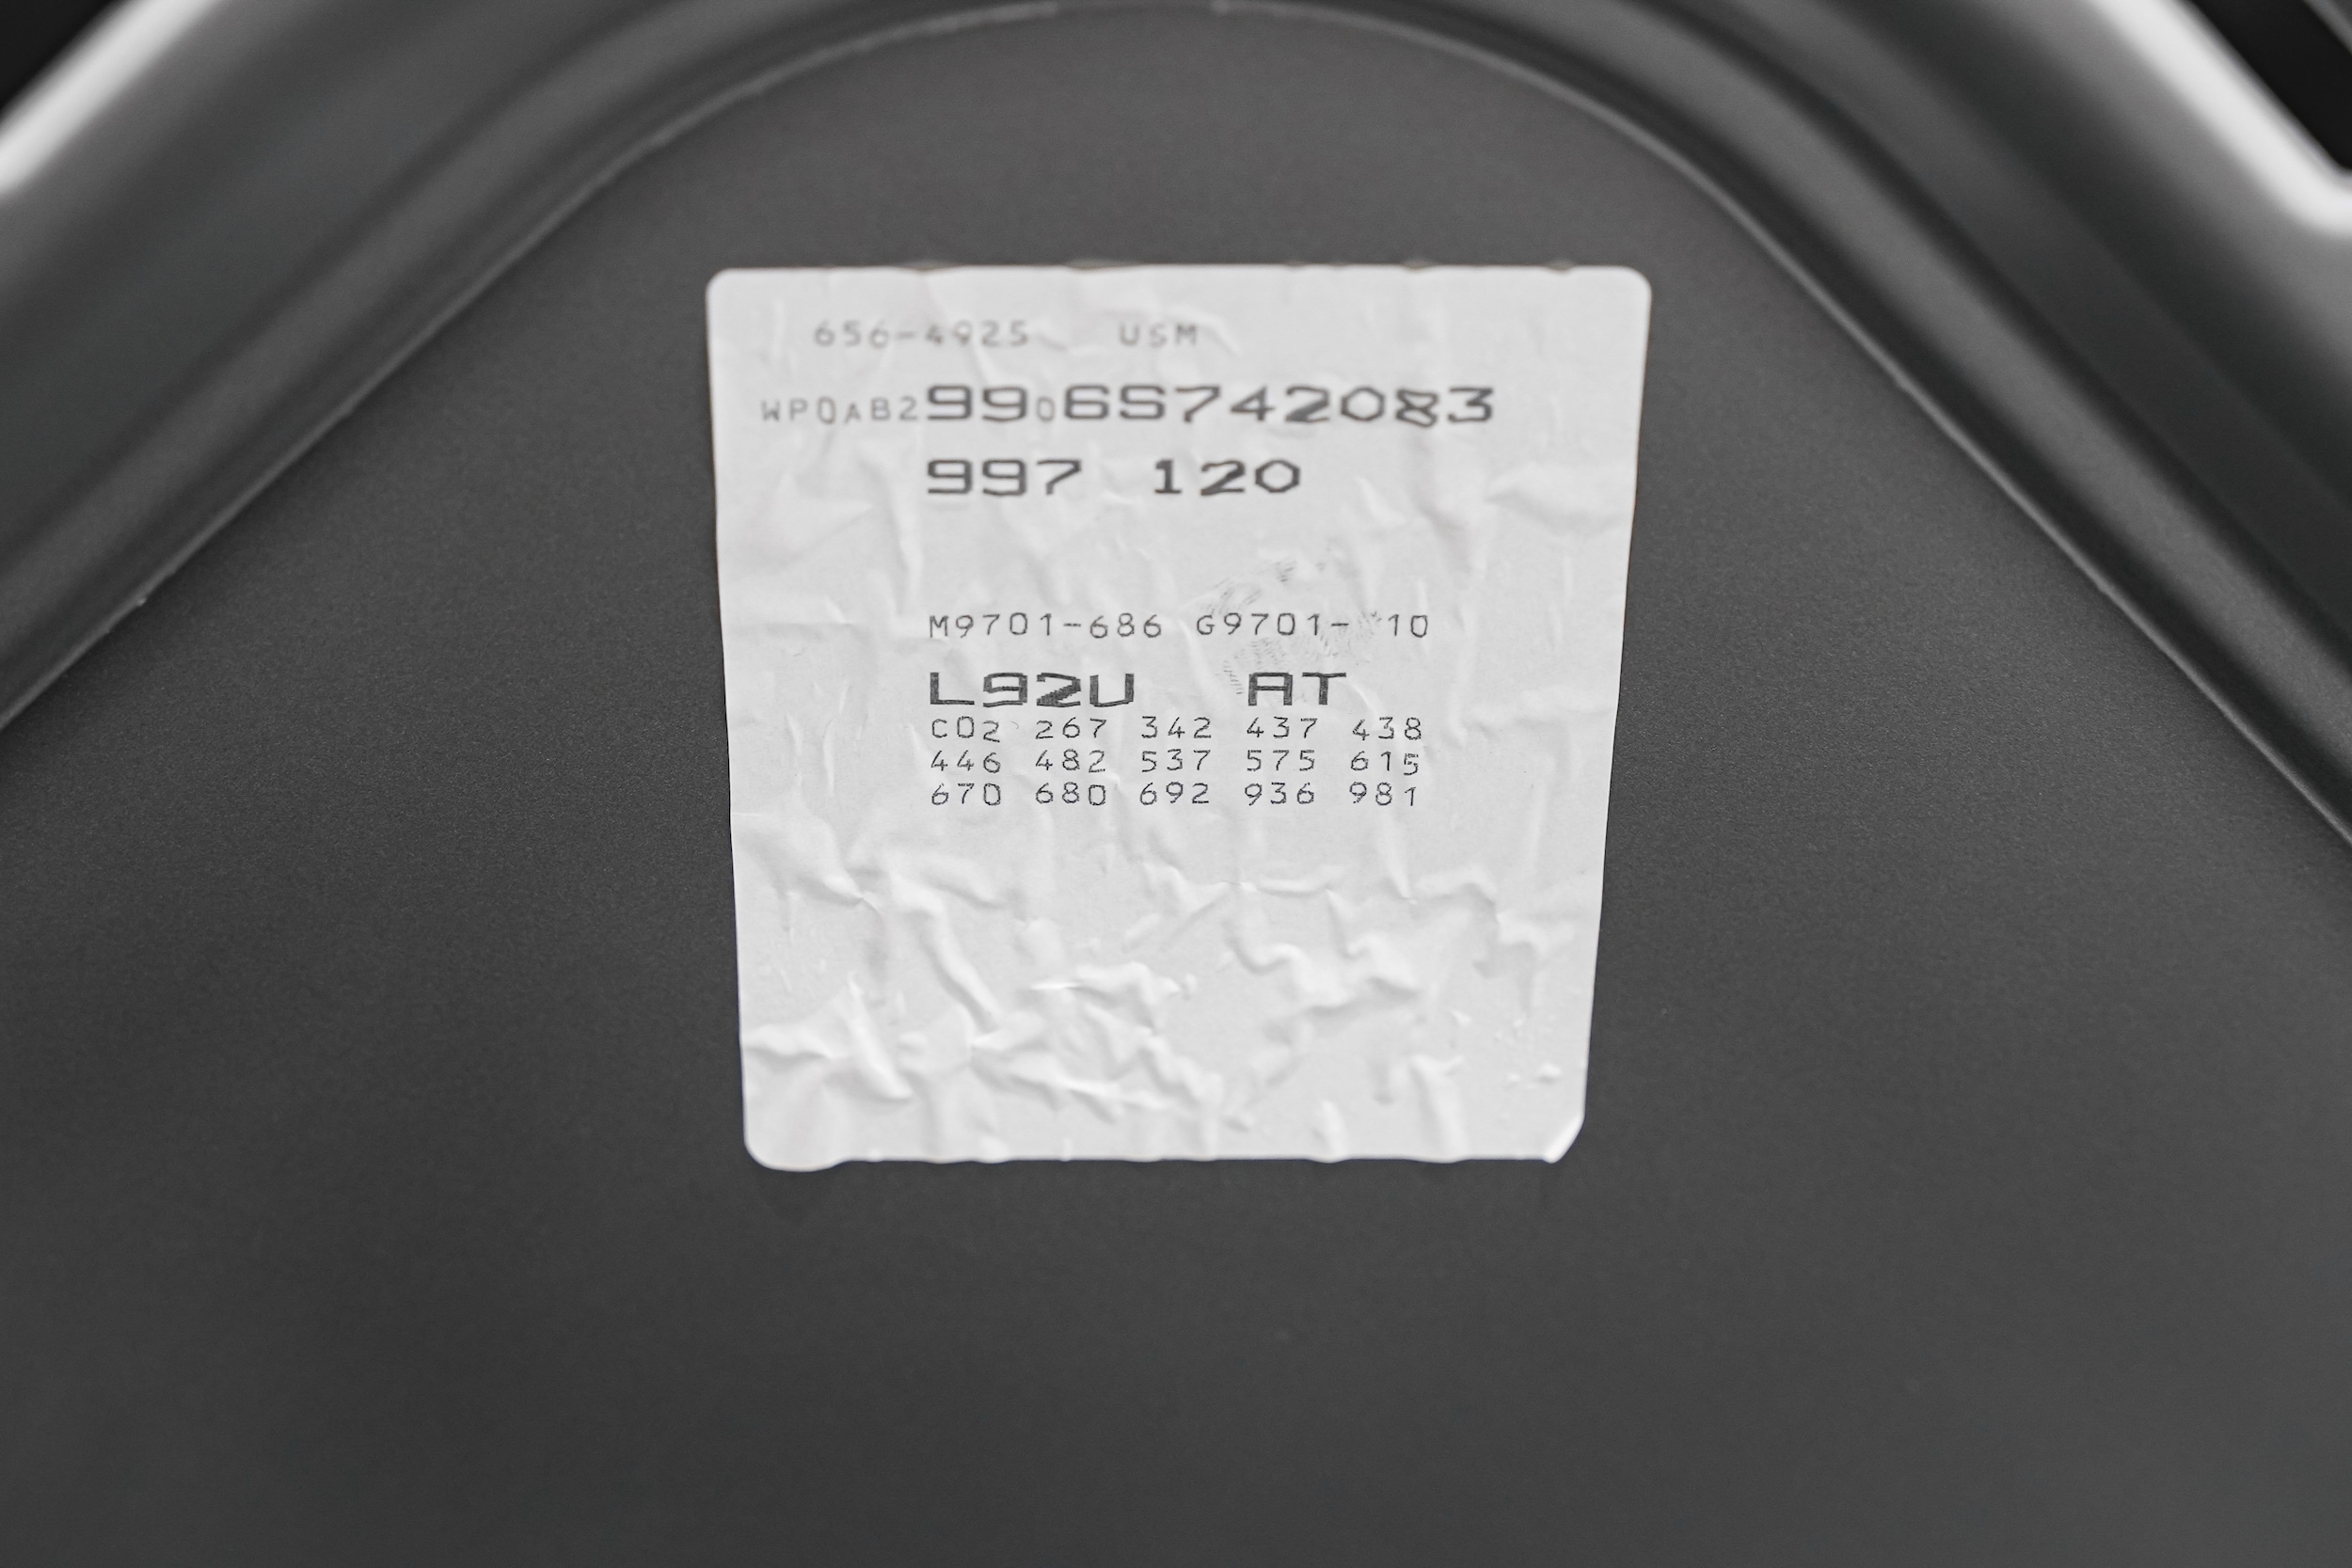 656-4925 USM
WP0AB29906S742083
997 120
M9701-686 G9701- 10
L92U AT
C02 267 342 437 438
446 482 537 575 615
670 680 692 936 981